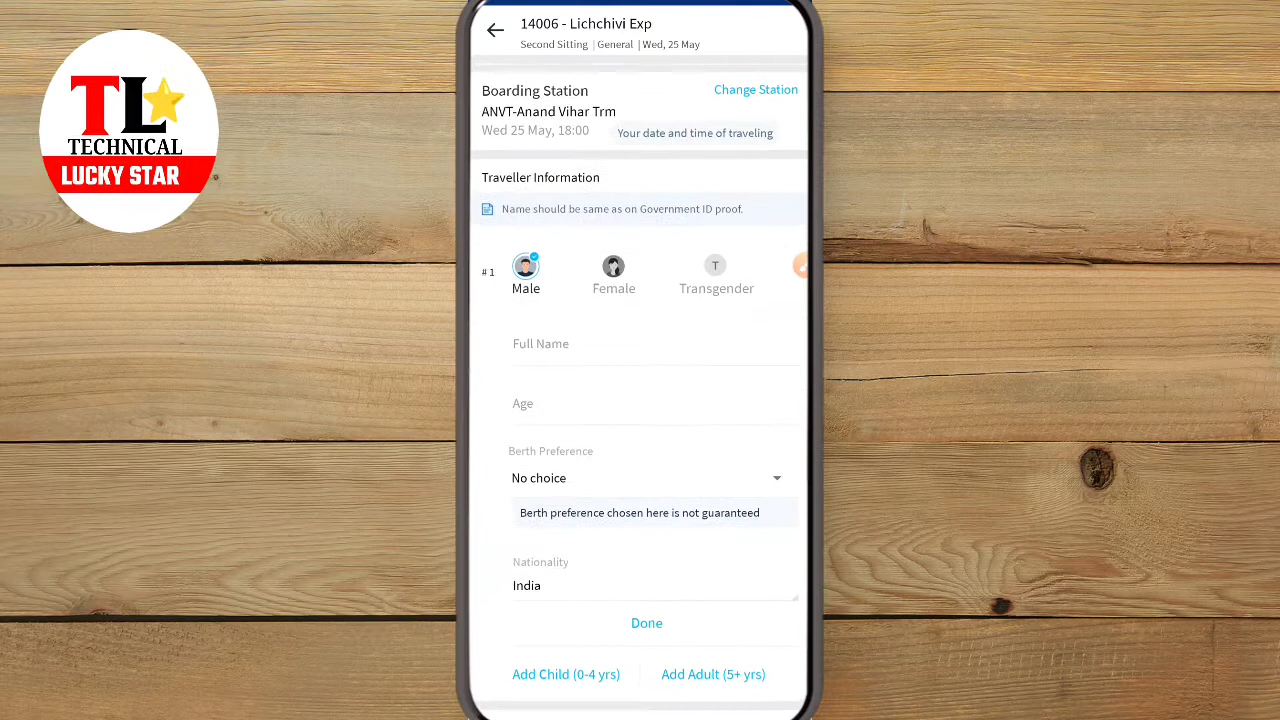 TL
TECHNICAL
LUCKY STAR
14006 - Lichchivi Exp
Second Sitting | General | Wed, 25 May
Boarding Station
Change Station
ANVT-Anand Vihar Trm
Wed 25 May, 18:00
Your date and time of traveling
Traveller Information
Name should be same as on Government ID proof.
# 1
T
Male
Female
Transgender
Full Name
Age
Berth Preference
No choice
Berth preference chosen here is not guaranteed
Nationality
India
Done
Add Child (0-4 yrs)
Add Adult (5+ yrs)